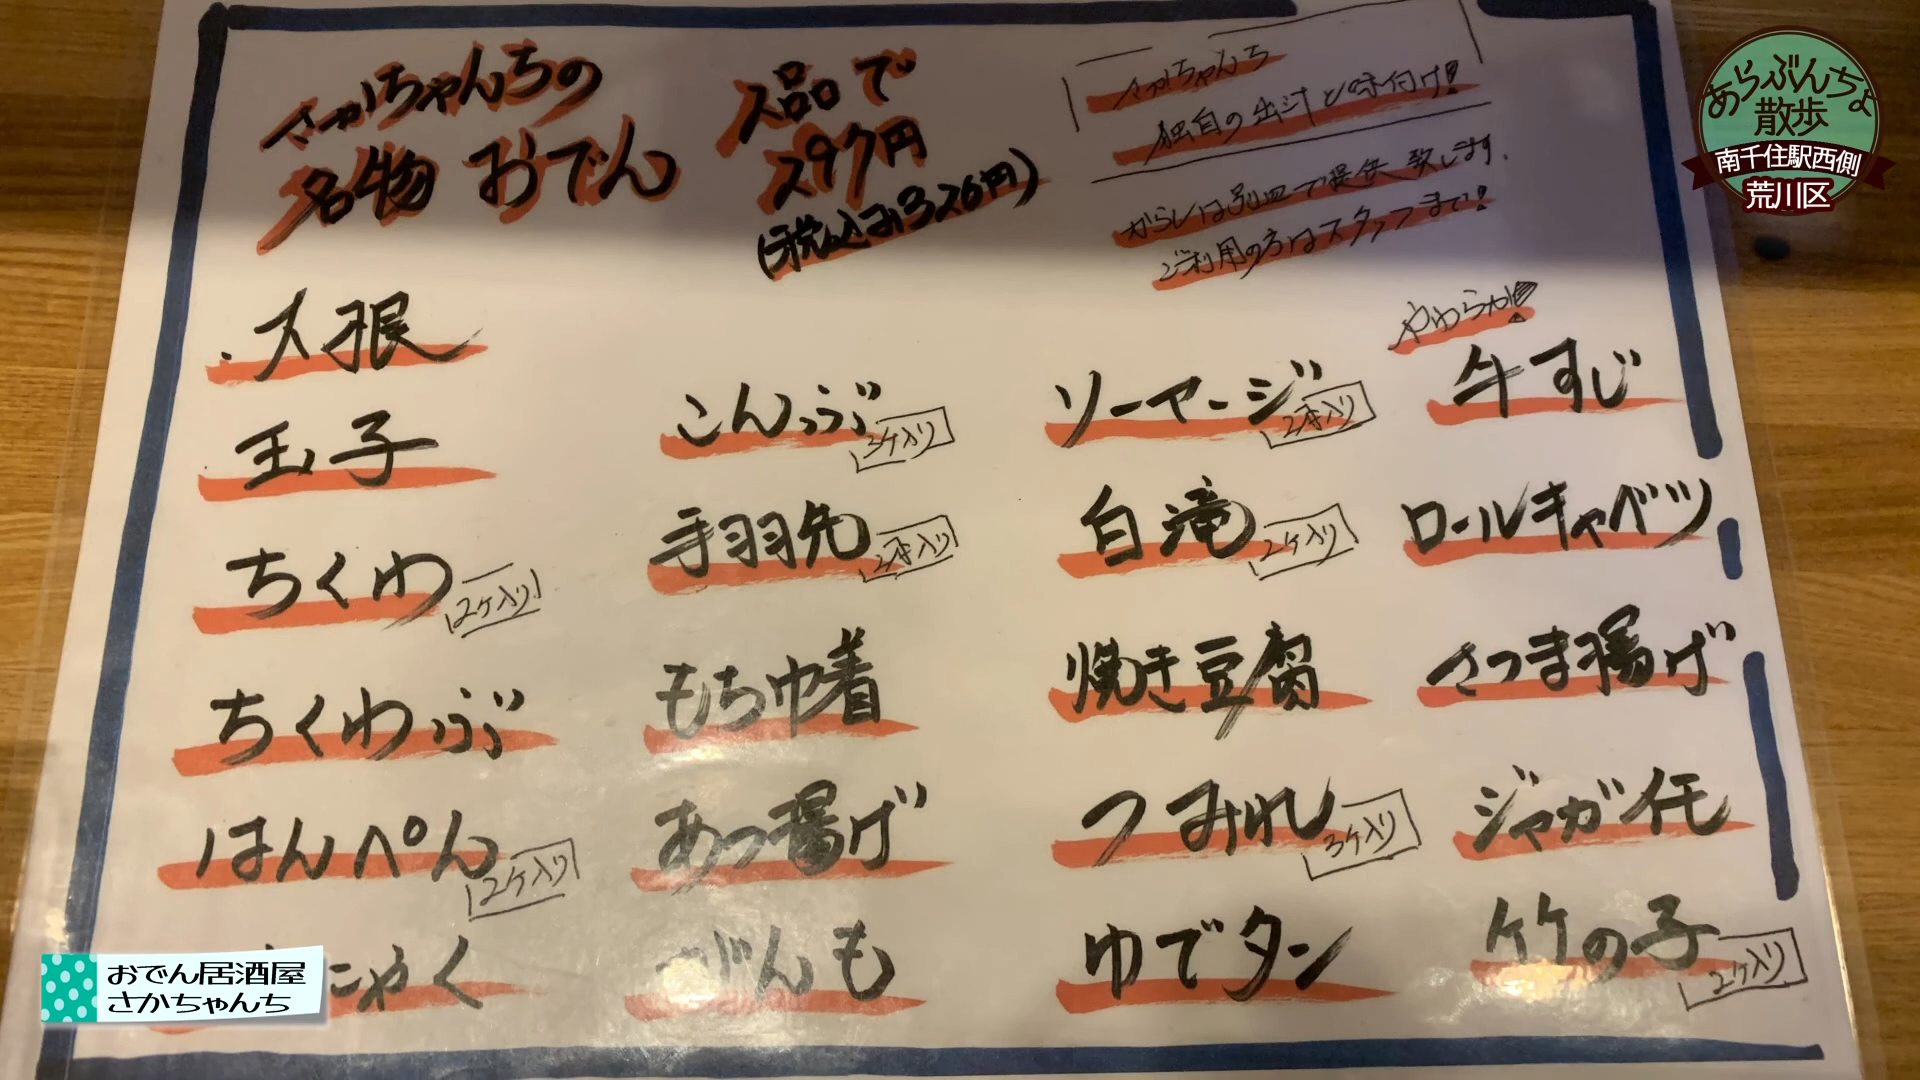 さかちゃんちの
名物 おでん
2品で
297円
(税込み326円)
さかちゃんち
独自の出汁と味付け!
からしは別皿で提供致します.
ご利用の方はスタッフまで!
大根
玉子
ちくわ
2ヶ入り
ちくわぶ
はんぺん
2ヶ入り
にゃく
こんぶ
3ヶ入り
手羽先
2本入り
もち巾着
あつ揚げ
がんも
ソーセージ
2本入り
白滝
2ヶ入り
焼き豆腐
つみれ
3ヶ入り
ゆでタン
やわらか!
牛すじ
ロールキャベツ
さつま揚げ
ジャガ芋
竹の子
2ヶ入り
あらぶんちょ
散歩
南千住駅西側
荒川区
おでん居酒屋
さかちゃんち